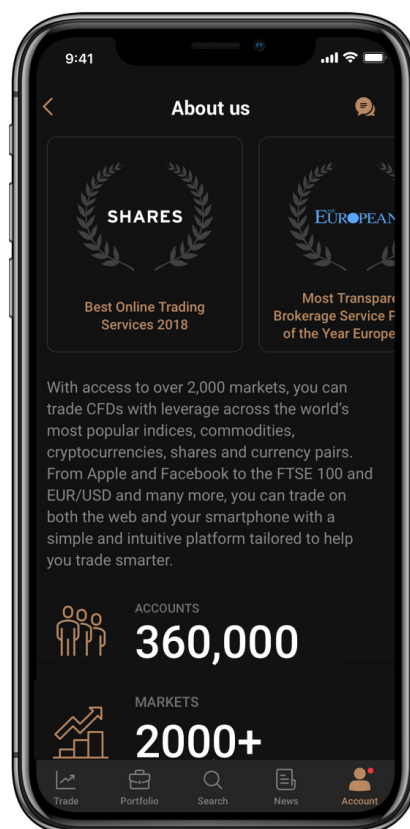 9:41
About us
SHARES
Best Online Trading
Services 2018
THE
EUROPEAN
Most Transpare
Brokerage Service P
of the Year Europe
With access to over 2,000 markets, you can
trade CFDs with leverage across the world's
most popular indices, commodities,
cryptocurrencies, shares and currency pairs.
From Apple and Facebook to the FTSE 100 and
EUR/USD and many more, you can trade on
both the web and your smartphone with a
simple and intuitive platform tailored to help
you trade smarter.
ACCOUNTS
360,000
MARKETS
2000+
Trade
Portfolio
Search
News
Account